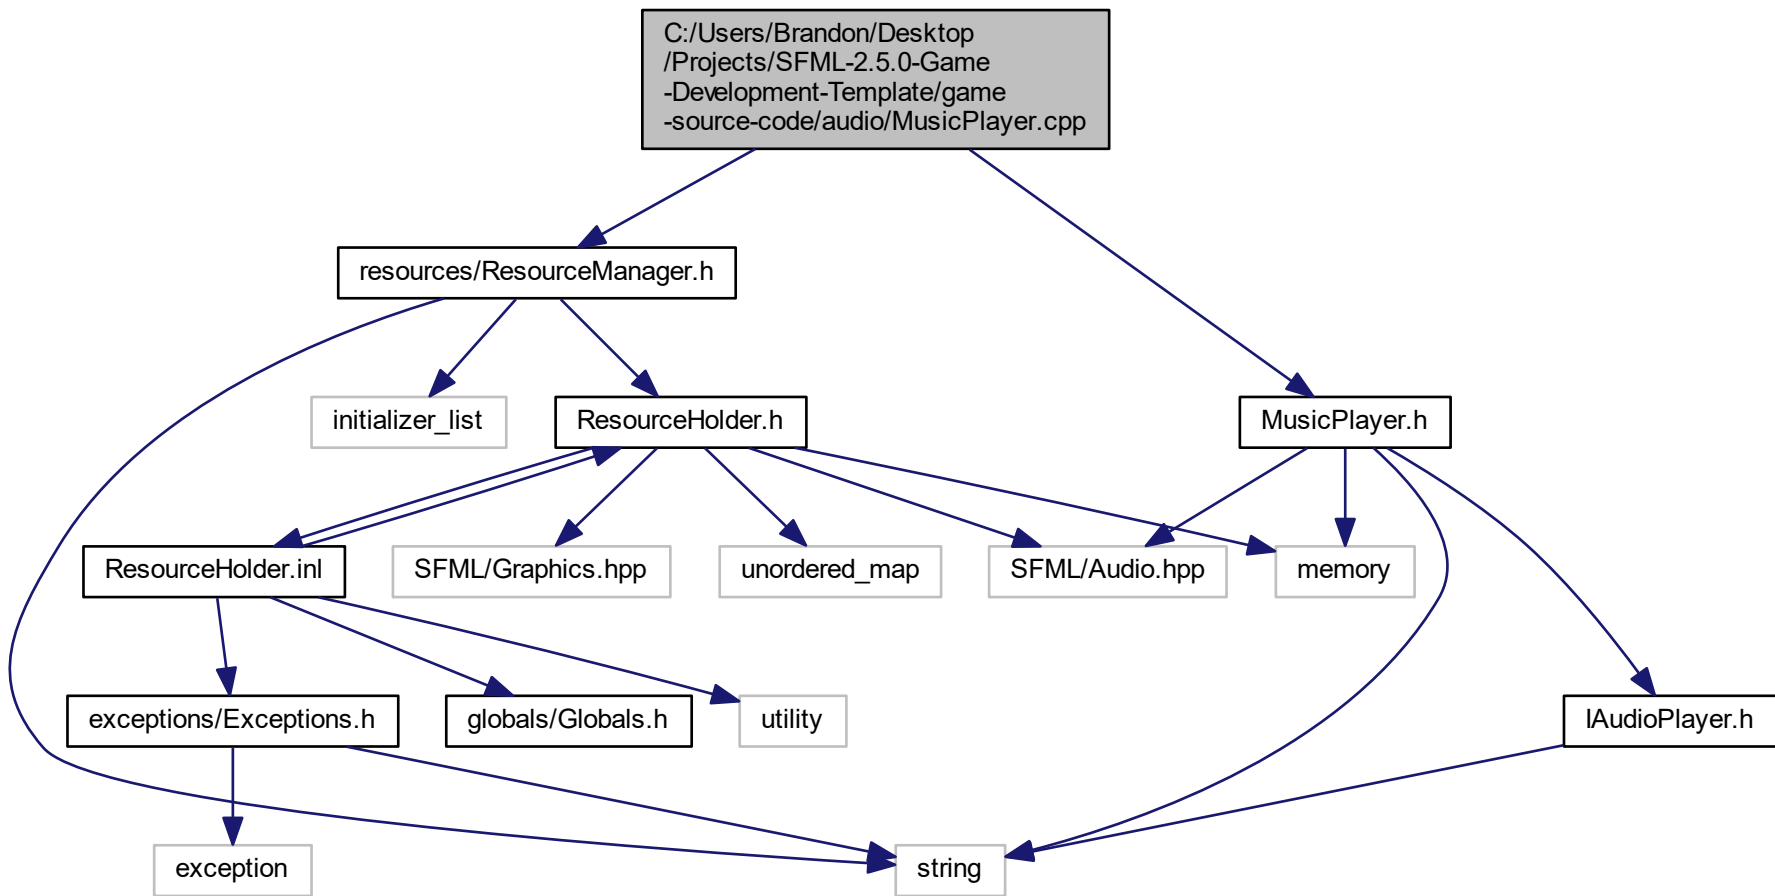 C:/Users/Brandon/Desktop
/Projects/SFML-2.5.0-Game
-Development-Template/game
-source-code/audio/MusicPlayer.cpp
resources/ResourceManager.h
initializer_list
ResourceHolder.h
MusicPlayer.h
ResourceHolder.inl
SFML/Graphics.hpp
unordered_map
SFML/Audio.hpp
memory
exceptions/Exceptions.h
globals/Globals.h
utility
IAudioPlayer.h
exception
string